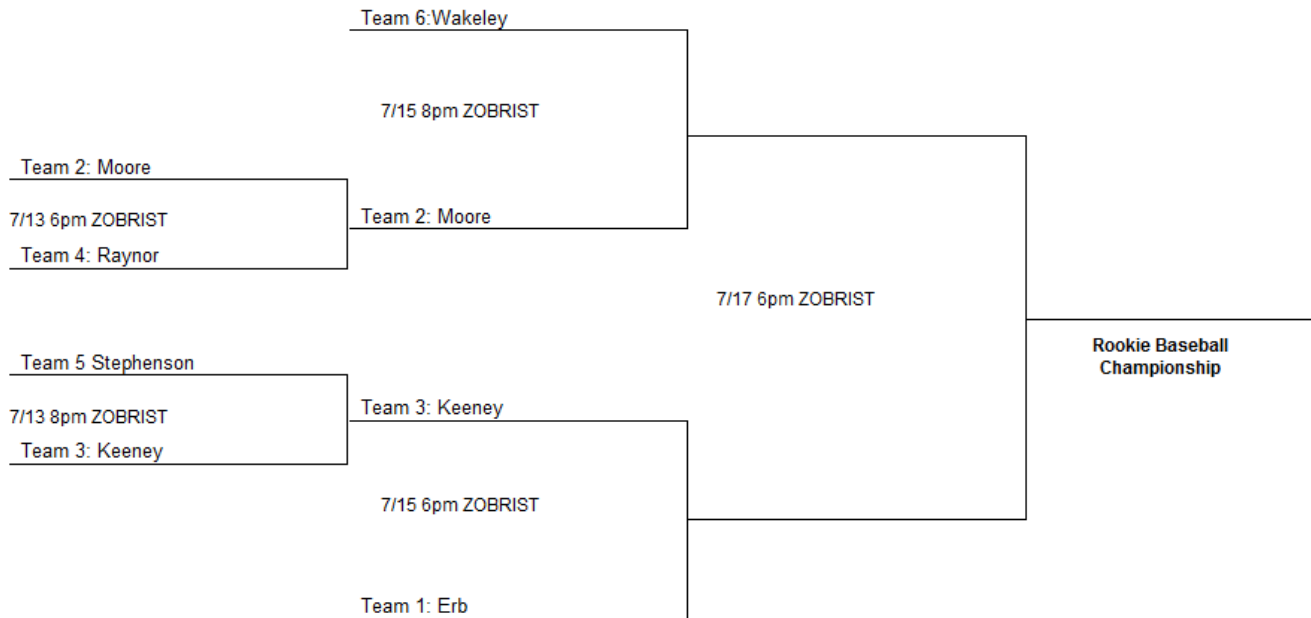 Team 6:Wakeley
7/15 8pm ZOBRIST
Team 2: Moore
7/13 6pm ZOBRIST
Team 2: Moore
Team 4: Raynor
7/17 6pm ZOBRIST
Rookie Baseball
Championship
Team 5 Stephenson
7/13 8pm ZOBRIST
Team 3: Keeney
Team 3: Keeney
7/15 6pm ZOBRIST
Team 1: Erb